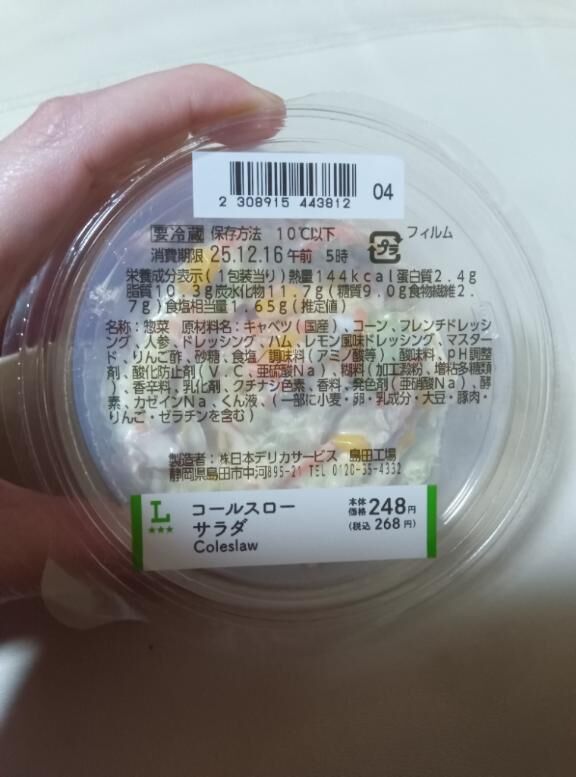 2 308915 443812 04
要冷蔵 保存方法 10℃以下 フィルム
消費期限 25.12.16午前 5時 プラ
栄養成分表示(1包装当り)熱量144kcal蛋白質2.4g
脂質10.3g炭水化物11.7g(糖質9.0g食物繊維2.
7g)食塩相当量1.65g(推定値)
名称:惣菜 原材料名:キャベツ(国産)、コーン、フレンチドレッシ
ング、人参、ドレッシング、ハム、レモン風味ドレッシング、マスター
ド、りんご酢、砂糖、食塩/調味料(アミノ酸等)、酸味料、PH調整
剤、酸化防止剤(V.C、亜硫酸Na)、糊料(加工澱粉、増粘多糖類
)、香辛料、乳化剤、クチナシ色素、香料、発色剤(亜硝酸Na)、酵
素、カゼインNa、くん液、(一部に小麦・卵・乳成分・大豆・豚肉・
りんご・ゼラチンを含む)
製造者:㈱日本デリカサービス 島田工場
静岡県島田市中河895-21 TEL 0120-35-4332
L コールスロー 本体価格 248円
サラダ (税込 268円)
Coleslaw